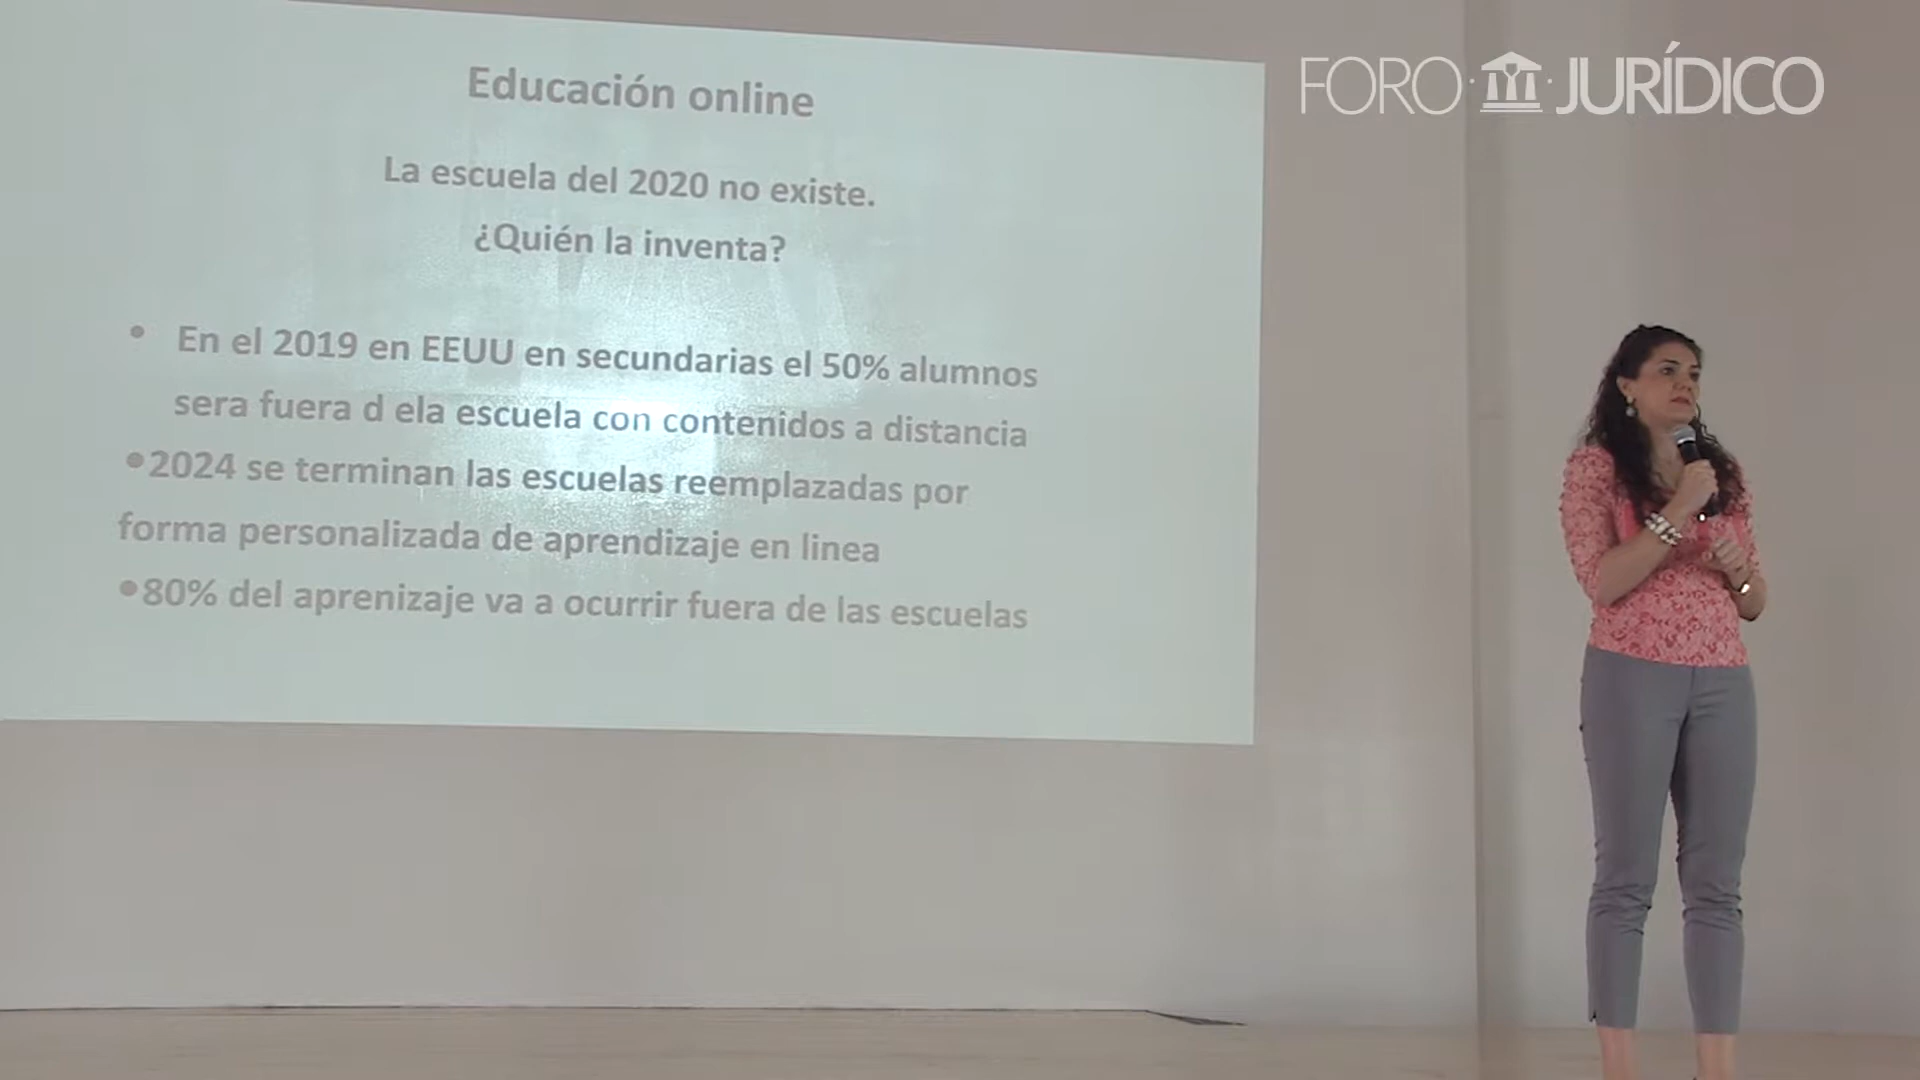 Educación online
FORO JURÍDICO
La escuela del 2020 no existe.
¿Quién la inventa?
• En el 2019 en EEUU en secundarias el 50% alumnos
sera fuera d ela escuela con contenidos a distancia
•2024 se terminan las escuelas reemplazadas por
forma personalizada de aprendizaje en linea
•80% del aprenizaje va a ocurrir fuera de las escuelas